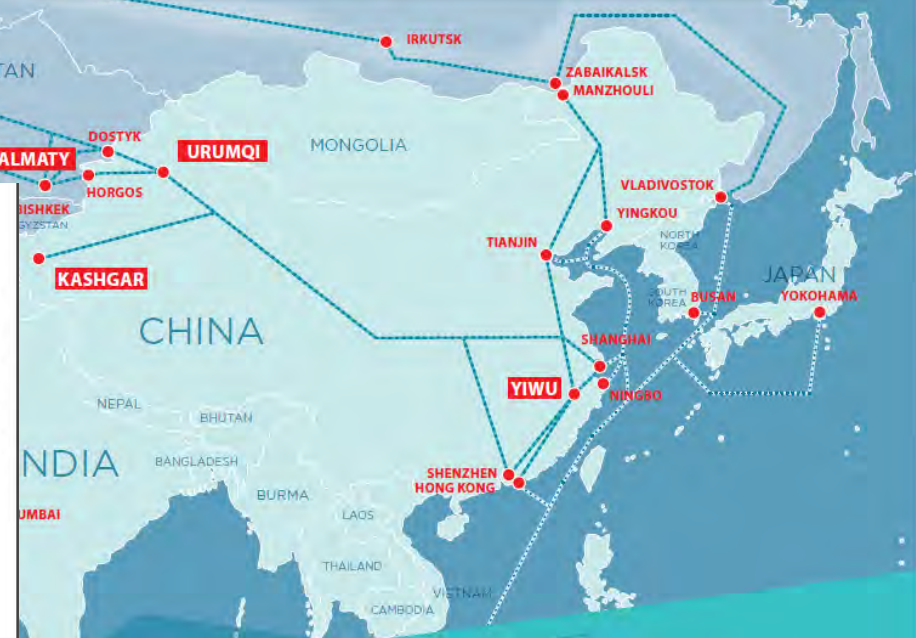 IRKUTSK
TAN
ZABAIKALSK
MANZHOULI
DOSTYK
MONGOLIA
URUMQI
ALMATY
HORGOS
VLADIVOSTOK
BISHKEK
GYZSTAN
YINGKOU
NORTH
KOREA
TIANJIN
KASHGAR
JAPAN
SOUTH
KOREA
BUSAN
YOKOHAMA
CHINA
SHANGHAI
YIWU
NINGBO
NEPAL
BHUTAN
NDIA
BANGLADESH
SHENZHEN
HONG KONG
BURMA
UMBAI
LAOS
THAILAND
VIETNAM
CAMBODIA